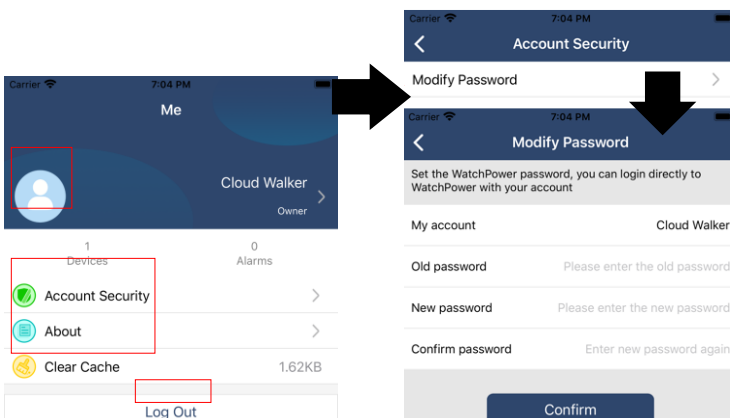 Carrier 7:04 PM
Me
Cloud Walker
Owner
1
Devices
0
Alarms
Account Security
About
Clear Cache 1.62KB
Log Out
Carrier 7:04 PM
Account Security
Modify Password
Carrier 7:04 PM
Modify Password
Set the WatchPower password, you can login directly to
WatchPower with your account
My account Cloud Walker
Old password Please enter the old password
New password Please enter the new password
Confirm password Enter new password again
Confirm